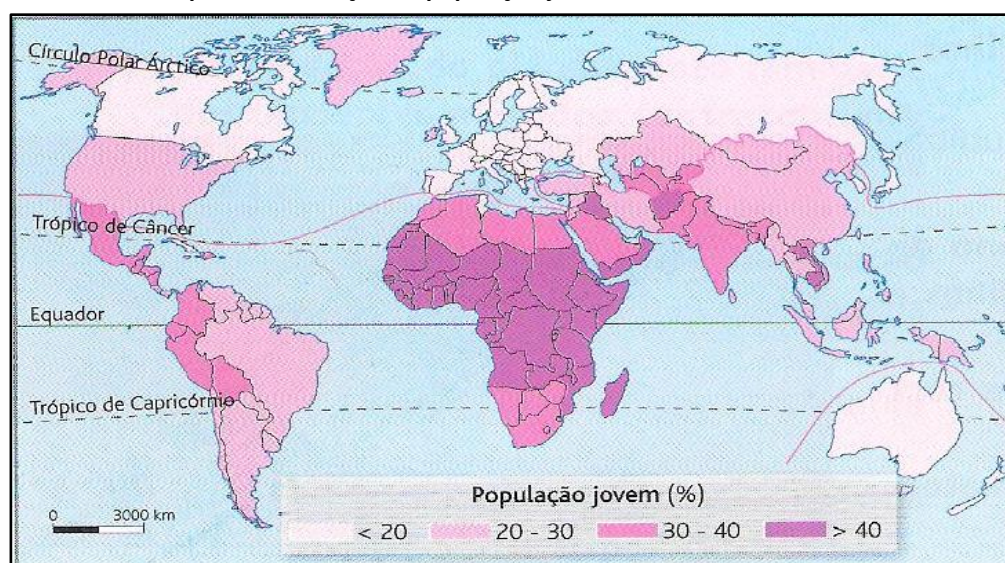 Círculo Polar Árctico
Trópico de Câncer
Equador
Trópico de Capricórnio
População jovem (%)
0 3000 km
< 20 20 - 30 30 - 40 > 40